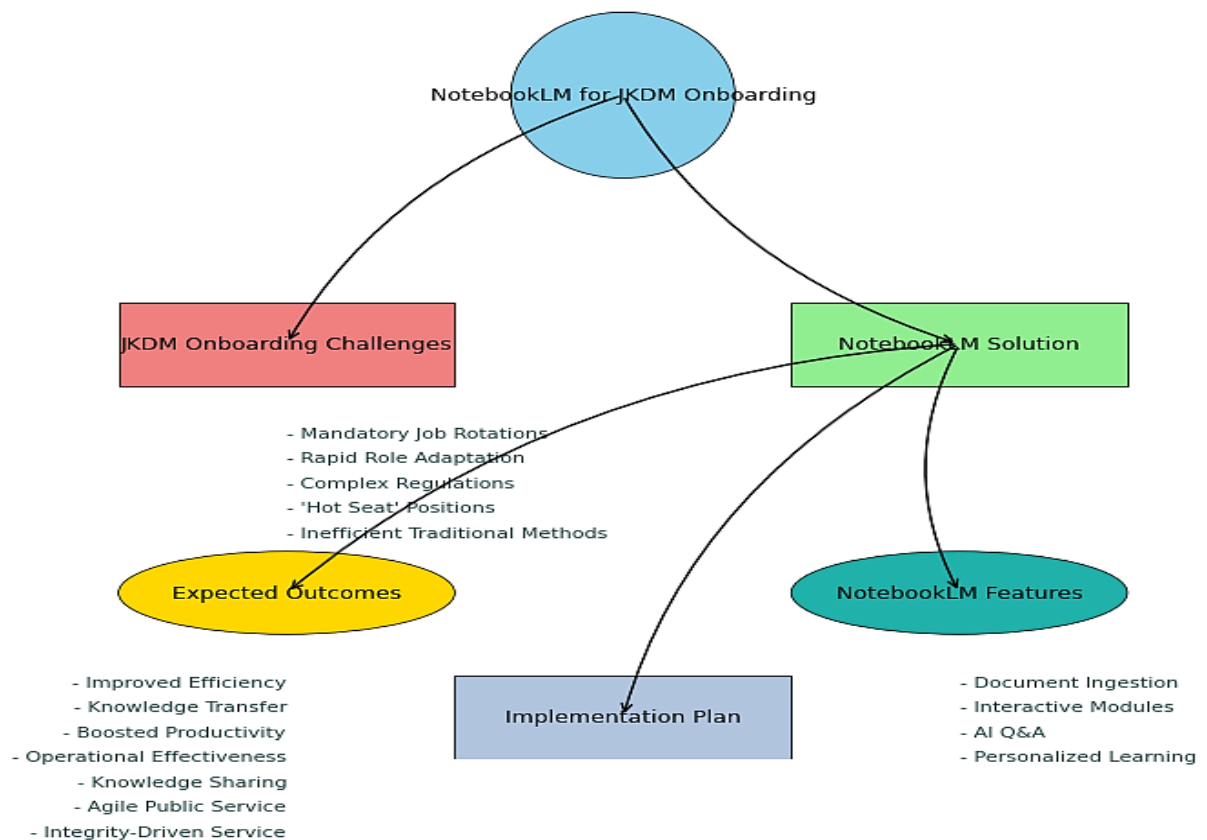 NotebookLM for JKDM Onboarding
JKDM Onboarding Challenges
NotebookLM Solution
- Mandatory Job Rotations
- Rapid Role Adaptation
- Complex Regulations
- 'Hot Seat' Positions
- Inefficient Traditional Methods
Expected Outcomes
NotebookLM Features
- Improved Efficiency
- Knowledge Transfer
- Boosted Productivity
- Operational Effectiveness
- Knowledge Sharing
- Agile Public Service
- Integrity-Driven Service
Implementation Plan
- Document Ingestion
- Interactive Modules
- AI Q&A
- Personalized Learning